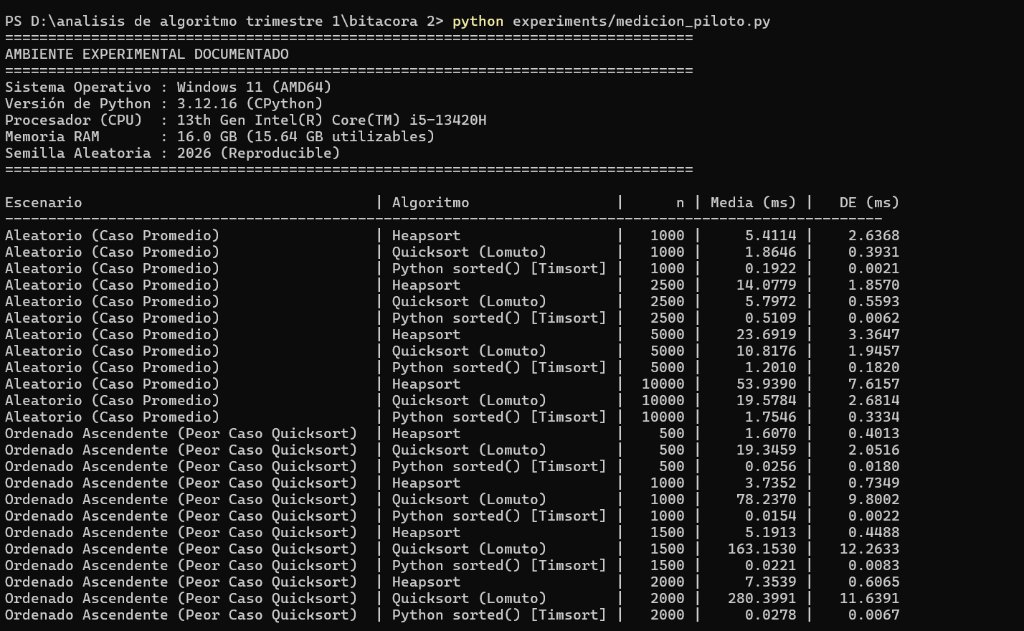 PS D:\analisis de algoritmo trimestre 1\bitacora 2> python experiments/medicion_piloto.py
================================================================================
AMBIENTE EXPERIMENTAL DOCUMENTADO
================================================================================
Sistema Operativo : Windows 11 (AMD64)
Versión de Python : 3.12.16 (CPython)
Procesador (CPU)  : 13th Gen Intel(R) Core(TM) i5-13420H
Memoria RAM       : 16.0 GB (15.64 GB utilizables)
Semilla Aleatoria : 2026 (Reproducible)
================================================================================
Escenario                                  | Algoritmo                 |      n | Media (ms) |   DE (ms)
------------------------------------------------------------------------------------------------------
Aleatorio (Caso Promedio)                  | Heapsort                  |   1000 |     5.4114 |    2.6368
Aleatorio (Caso Promedio)                  | Quicksort (Lomuto)        |   1000 |     1.8646 |    0.3931
Aleatorio (Caso Promedio)                  | Python sorted() [Timsort] |   1000 |     0.1922 |    0.0021
Aleatorio (Caso Promedio)                  | Heapsort                  |   2500 |    14.0779 |    1.8570
Aleatorio (Caso Promedio)                  | Quicksort (Lomuto)        |   2500 |     5.7972 |    0.5593
Aleatorio (Caso Promedio)                  | Python sorted() [Timsort] |   2500 |     0.5109 |    0.0062
Aleatorio (Caso Promedio)                  | Heapsort                  |   5000 |    23.6919 |    3.3647
Aleatorio (Caso Promedio)                  | Quicksort (Lomuto)        |   5000 |    10.8176 |    1.9457
Aleatorio (Caso Promedio)                  | Python sorted() [Timsort] |   5000 |     1.2010 |    0.1820
Aleatorio (Caso Promedio)                  | Heapsort                  |  10000 |    53.9390 |    7.6157
Aleatorio (Caso Promedio)                  | Quicksort (Lomuto)        |  10000 |    19.5784 |    2.6814
Aleatorio (Caso Promedio)                  | Python sorted() [Timsort] |  10000 |     1.7546 |    0.3334
Ordenado Ascendente (Peor Caso Quicksort)  | Heapsort                  |    500 |     1.6070 |    0.4013
Ordenado Ascendente (Peor Caso Quicksort)  | Quicksort (Lomuto)        |    500 |    19.3459 |    2.0516
Ordenado Ascendente (Peor Caso Quicksort)  | Python sorted() [Timsort] |    500 |     0.0256 |    0.0180
Ordenado Ascendente (Peor Caso Quicksort)  | Heapsort                  |   1000 |     3.7352 |    0.7349
Ordenado Ascendente (Peor Caso Quicksort)  | Quicksort (Lomuto)        |   1000 |    78.2370 |    9.8002
Ordenado Ascendente (Peor Caso Quicksort)  | Python sorted() [Timsort] |   1000 |     0.0154 |    0.0022
Ordenado Ascendente (Peor Caso Quicksort)  | Heapsort                  |   1500 |     5.1913 |    0.4488
Ordenado Ascendente (Peor Caso Quicksort)  | Quicksort (Lomuto)        |   1500 |   163.1530 |   12.2633
Ordenado Ascendente (Peor Caso Quicksort)  | Python sorted() [Timsort] |   1500 |     0.0221 |    0.0083
Ordenado Ascendente (Peor Caso Quicksort)  | Heapsort                  |   2000 |     7.3539 |    0.6065
Ordenado Ascendente (Peor Caso Quicksort)  | Quicksort (Lomuto)        |   2000 |   280.3991 |   11.6391
Ordenado Ascendente (Peor Caso Quicksort)  | Python sorted() [Timsort] |   2000 |     0.0278 |    0.0067